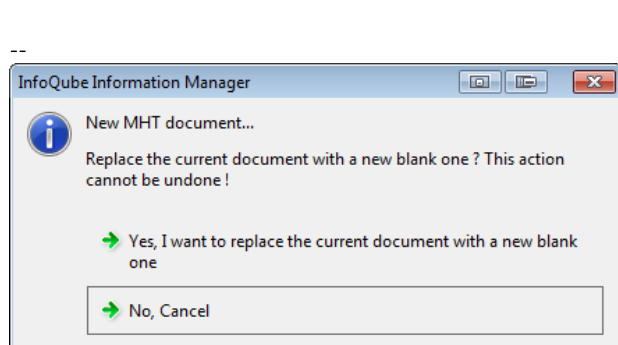 --
InfoQube Information Manager
New MHT document...
Replace the current document with a new blank one ? This action
cannot be undone !
Yes, I want to replace the current document with a new blank
one
No, Cancel